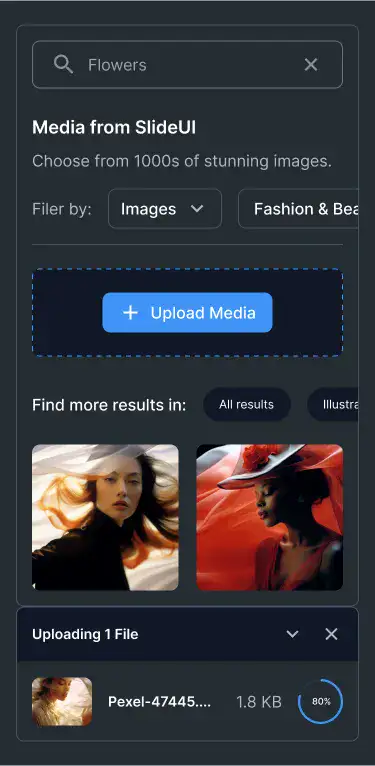 Flowers
Media from SlideUI
Choose from 1000s of stunning images.
Filer by: Images Fashion & Bea
Upload Media
Find more results in: All results Illustra
Uploading 1 File
Pexel-47445.... 1.8 KB 80%